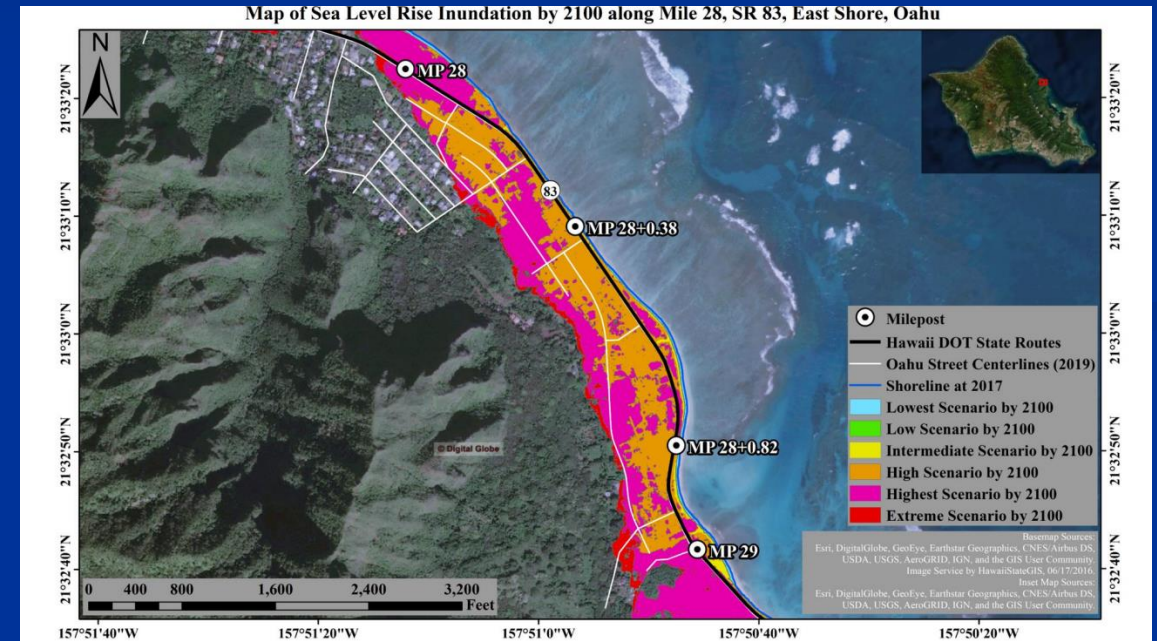 Map of Sea Level Rise Inundation by 2100 along Mile 28, SR 83, East Shore, Oahu
N
MP 28
83
MP 28+0.38
MP 28+0.82
MP 29
© Digital Globe
21°33'20"N
21°33'10"N
21°33'0"N
21°32'50"N
21°32'40"N
21°33'20"N
21°33'10"N
21°33'0"N
21°32'50"N
21°32'40"N
Milepost
Hawaii DOT State Routes
Oahu Street Centerlines (2019)
Shoreline at 2017
Lowest Scenario by 2100
Low Scenario by 2100
Intermediate Scenario by 2100
High Scenario by 2100
Highest Scenario by 2100
Extreme Scenario by 2100
Basemap Sources:
Esri, DigitalGlobe, GeoEye, Earthstar Geographics, CNES/Airbus DS,
USDA, USGS, AeroGRID, IGN, and the GIS User Community.
Image Service by HawaiiStateGIS, 06/17/2016.
Inset Map Sources:
Esri, DigitalGlobe, GeoEye, Earthstar Geographics, CNES/Airbus DS,
USDA, USGS, AeroGRID, IGN, and the GIS User Community.
0 400 800 1,600 2,400 3,200
Feet
157°51'40"W 157°51'20"W 157°51'0"W 157°50'40"W 157°50'20"W